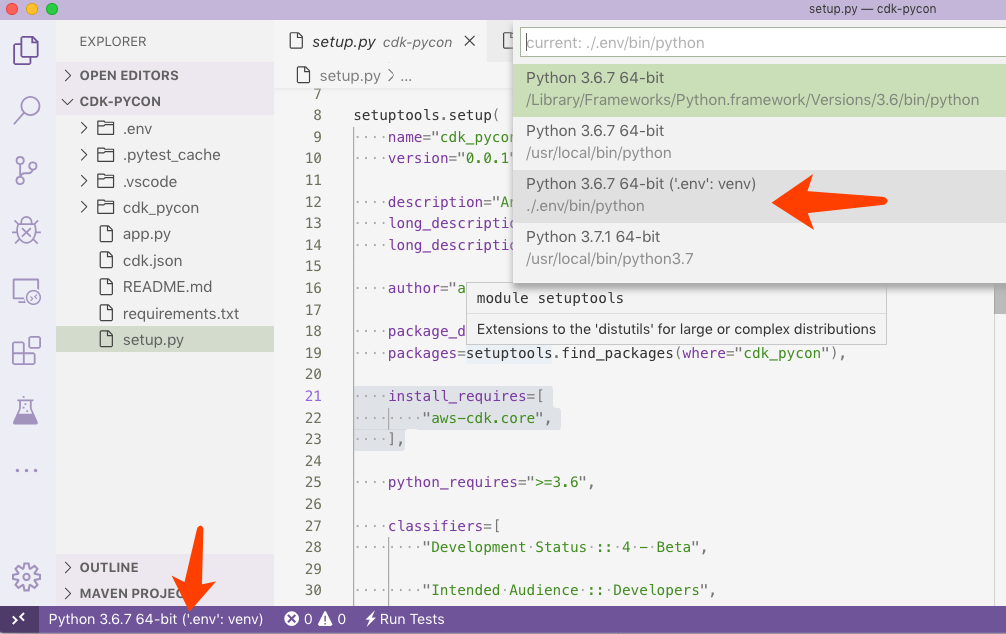 setup.py — cdk-pycon
EXPLORER
OPEN EDITORS
CDK-PYCON
.env
.pytest_cache
.vscode
cdk_pycon
app.py
cdk.json
README.md
requirements.txt
setup.py
OUTLINE
MAVEN PROJEC
setup.py cdk-pycon
setup.py > ...
current: ./.env/bin/python
Python 3.6.7 64-bit
/Library/Frameworks/Python.framework/Versions/3.6/bin/python
Python 3.6.7 64-bit
/usr/local/bin/python
Python 3.6.7 64-bit ('.env': venv)
./.env/bin/python
Python 3.7.1 64-bit
/usr/local/bin/python3.7
7
8 setuptools.setup(
9 ····name="cdk_pycon
10 ····version="0.0.1"
11
12 ····description="An
13 ····long_descriptio
14 ····long_descriptio
15
16 ····author="a
module setuptools
Extensions to the 'distutils' for large or complex distributions
17
18 ····package_d
19 ····packages=setuptools.find_packages(where="cdk_pycon"),
20
21 ····install_requires=[
22 ········"aws-cdk.core",
23 ····],
24
25 ····python_requires=">=3.6",
26
27 ····classifiers=[
28 ········"Development·Status·::·4·-·Beta",
29
30 ········"Intended·Audience·::·Developers",
Python 3.6.7 64-bit ('.env': venv) 0 0 Run Tests